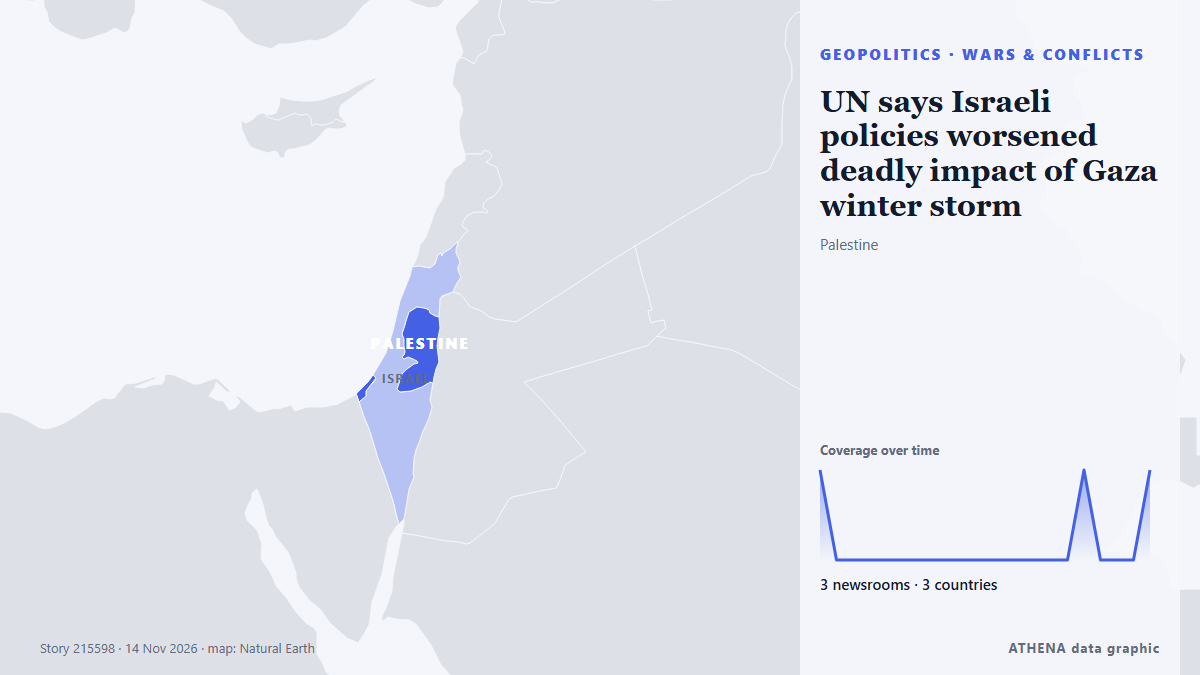 GEOPOLITICS · WARS & CONFLICTS
UN says Israeli
policies worsened
deadly impact of Gaza
winter storm
Palestine
PALESTINE
ISRAEL
Coverage over time
3 newsrooms · 3 countries
Story 215598 · 14 Nov 2026 · map: Natural Earth
ATHENA data graphic